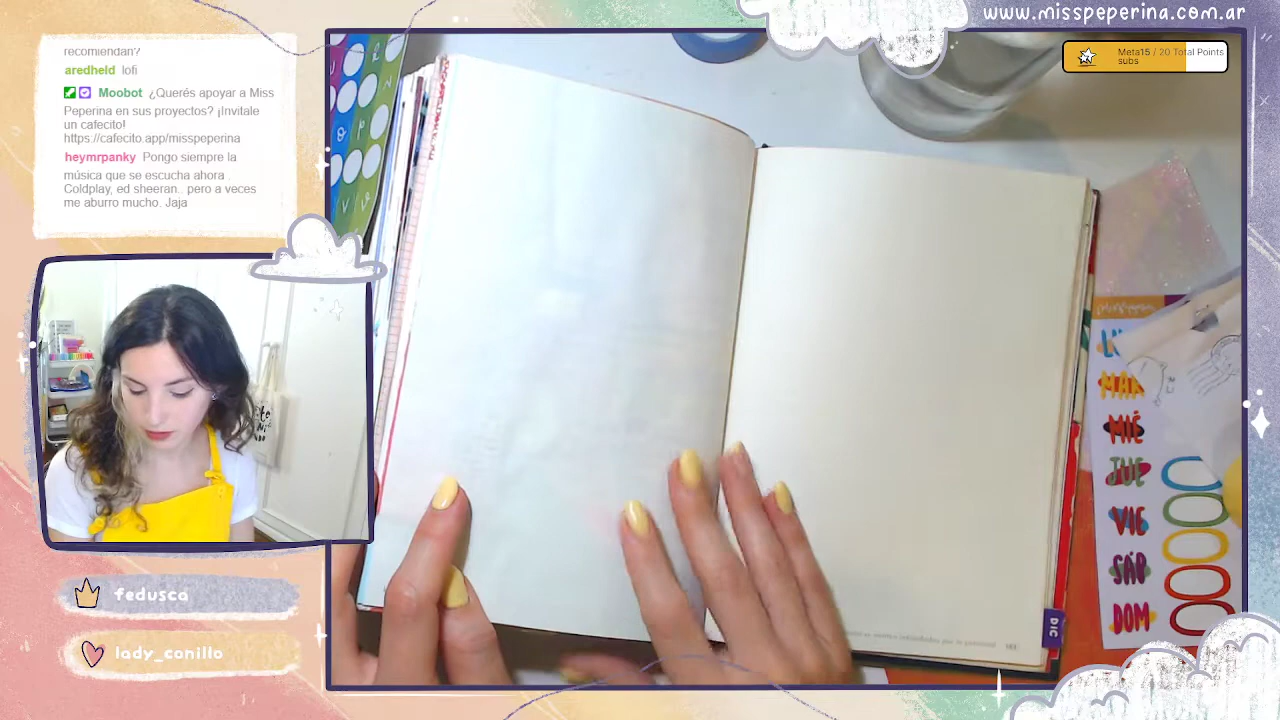 www.misspeperina.com.ar
recomiendan?
aredheld lofi
Moobot ¿Querés apoyar a Miss
Peperina en sus proyectos? ¡Invitale
un cafecito!
https://cafecito.app/misspeperina
heymrpanky Pongo siempre la
música que se escucha ahora .
Coldplay, ed sheeran.. pero a veces
me aburro mucho. Jaja
Meta15 / 20 Total Points
subs
fedusca
lady_conillo
MAR
MIÉ
JUE
VIE
SÁB
DOM
DIC